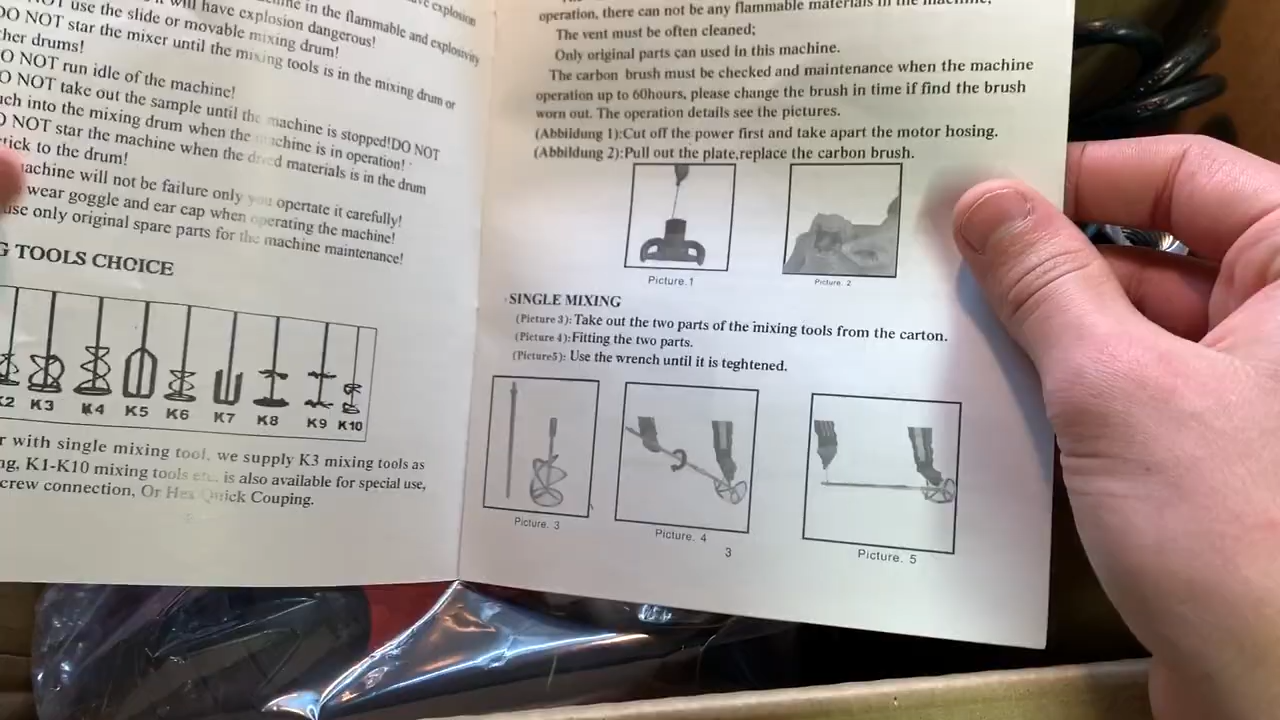 explosion
in the flammable and explosivity
will have explosion dangerous!
use the slide or movable mixing drum!
DO NOT star the mixer until the mixing tools is in the mixing drum or
her drums!
O NOT run idle of the machine!
O NOT take out the sample until the machine is stopped!DO NOT
ch into the mixing drum when the machine is in operation!
O NOT star the machine when the dried materials is in the drum
tick to the drum!
achine will not be failure only you opertate it carefully!
wear goggle and ear cap when operating the machine!
use only original spare parts for the machine maintenance!
G TOOLS CHOICE
K2 K3 K4 K5 K6 K7 K8 K9 K10
r with single mixing tool, we supply K3 mixing tools as
ng, K1-K10 mixing tools etc. is also available for special use,
crew connection, Or Hex Quick Couping.
operation, there can not be any flammable materials in the machine;
The vent must be often cleaned;
Only original parts can used in this machine.
The carbon brush must be checked and maintenance when the machine
operation up to 60hours, please change the brush in time if find the brush
worn out. The operation details see the pictures.
(Abbildung 1):Cut off the power first and take apart the motor hosing.
(Abbildung 2):Pull out the plate,replace the carbon brush.
Picture.1
Picture. 2
SINGLE MIXING
(Picture 3): Take out the two parts of the mixing tools from the carton.
(Picture 4):Fitting the two parts.
(Picture5): Use the wrench until it is teghtened.
Picture. 3
Picture. 4
Picture. 5
3